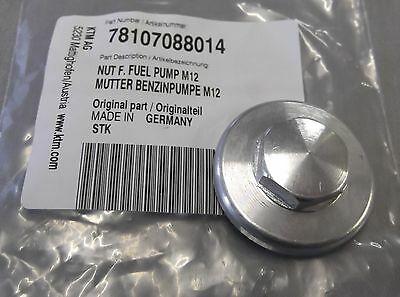 KTM AG
5230 Mattighofen/Austria
www.ktm.com
Part Number / Artikelnummer
78107088014
Part Description / Artikelbezeichnung
NUT F. FUEL PUMP M12
MUTTER BENZINPUMPE M12
Original part / Originalteil
MADE IN GERMANY
STK